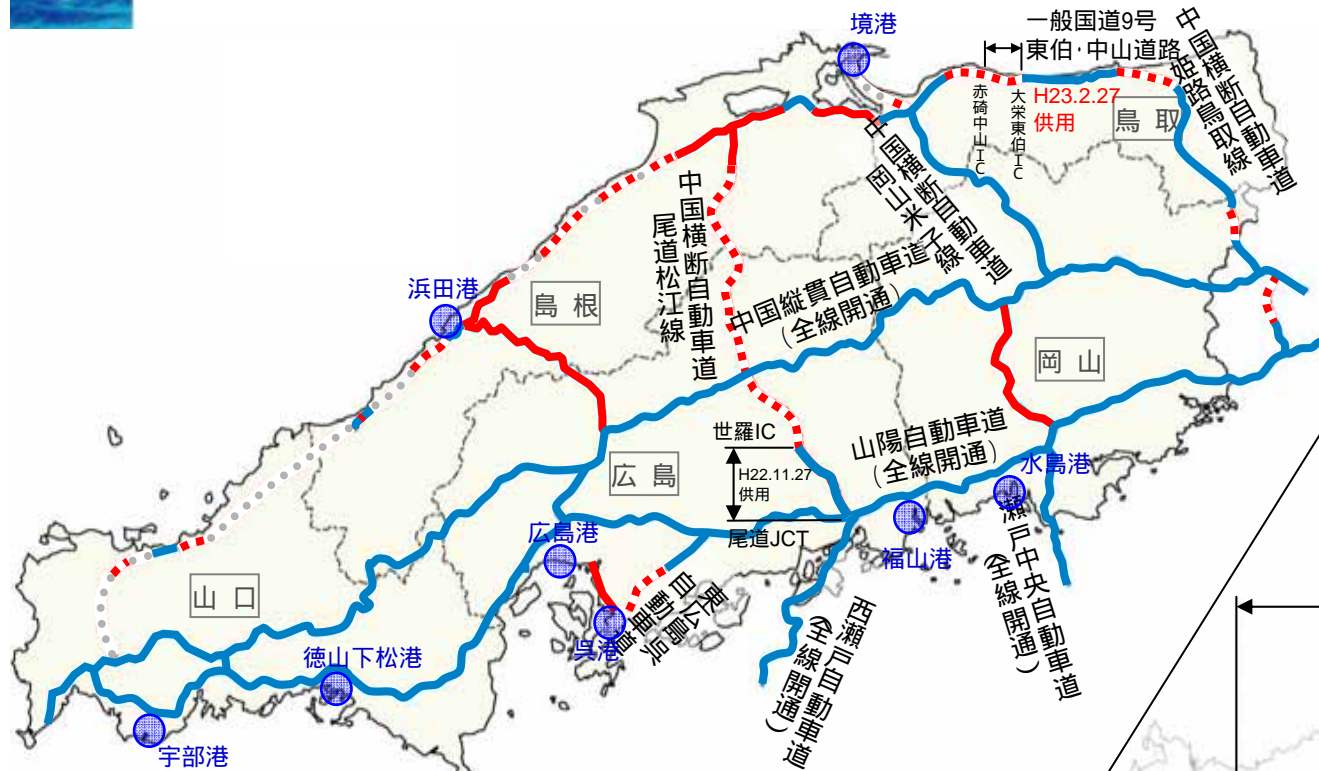 境港
一般国道9号
東伯・中山道路
赤碕中山IC
大栄東伯IC
H23.2.27
供用
鳥取
中国横断自動車道
姫路鳥取線
中国横断自動車道
岡山米子線
中国横断自動車道
尾道松江線
浜田港
島根
中国縦貫自動車道
(全線開通)
岡山
世羅IC
H22.11.27
供用
尾道JCT
山陽自動車道
(全線開通)
水島港
広島
広島港
福山港
瀬戸中央自動車道
(全線開通)
東広島呉
自動車道
呉港
西瀬戸自動車道
(全線開通)
山口
徳山下松港
宇部港